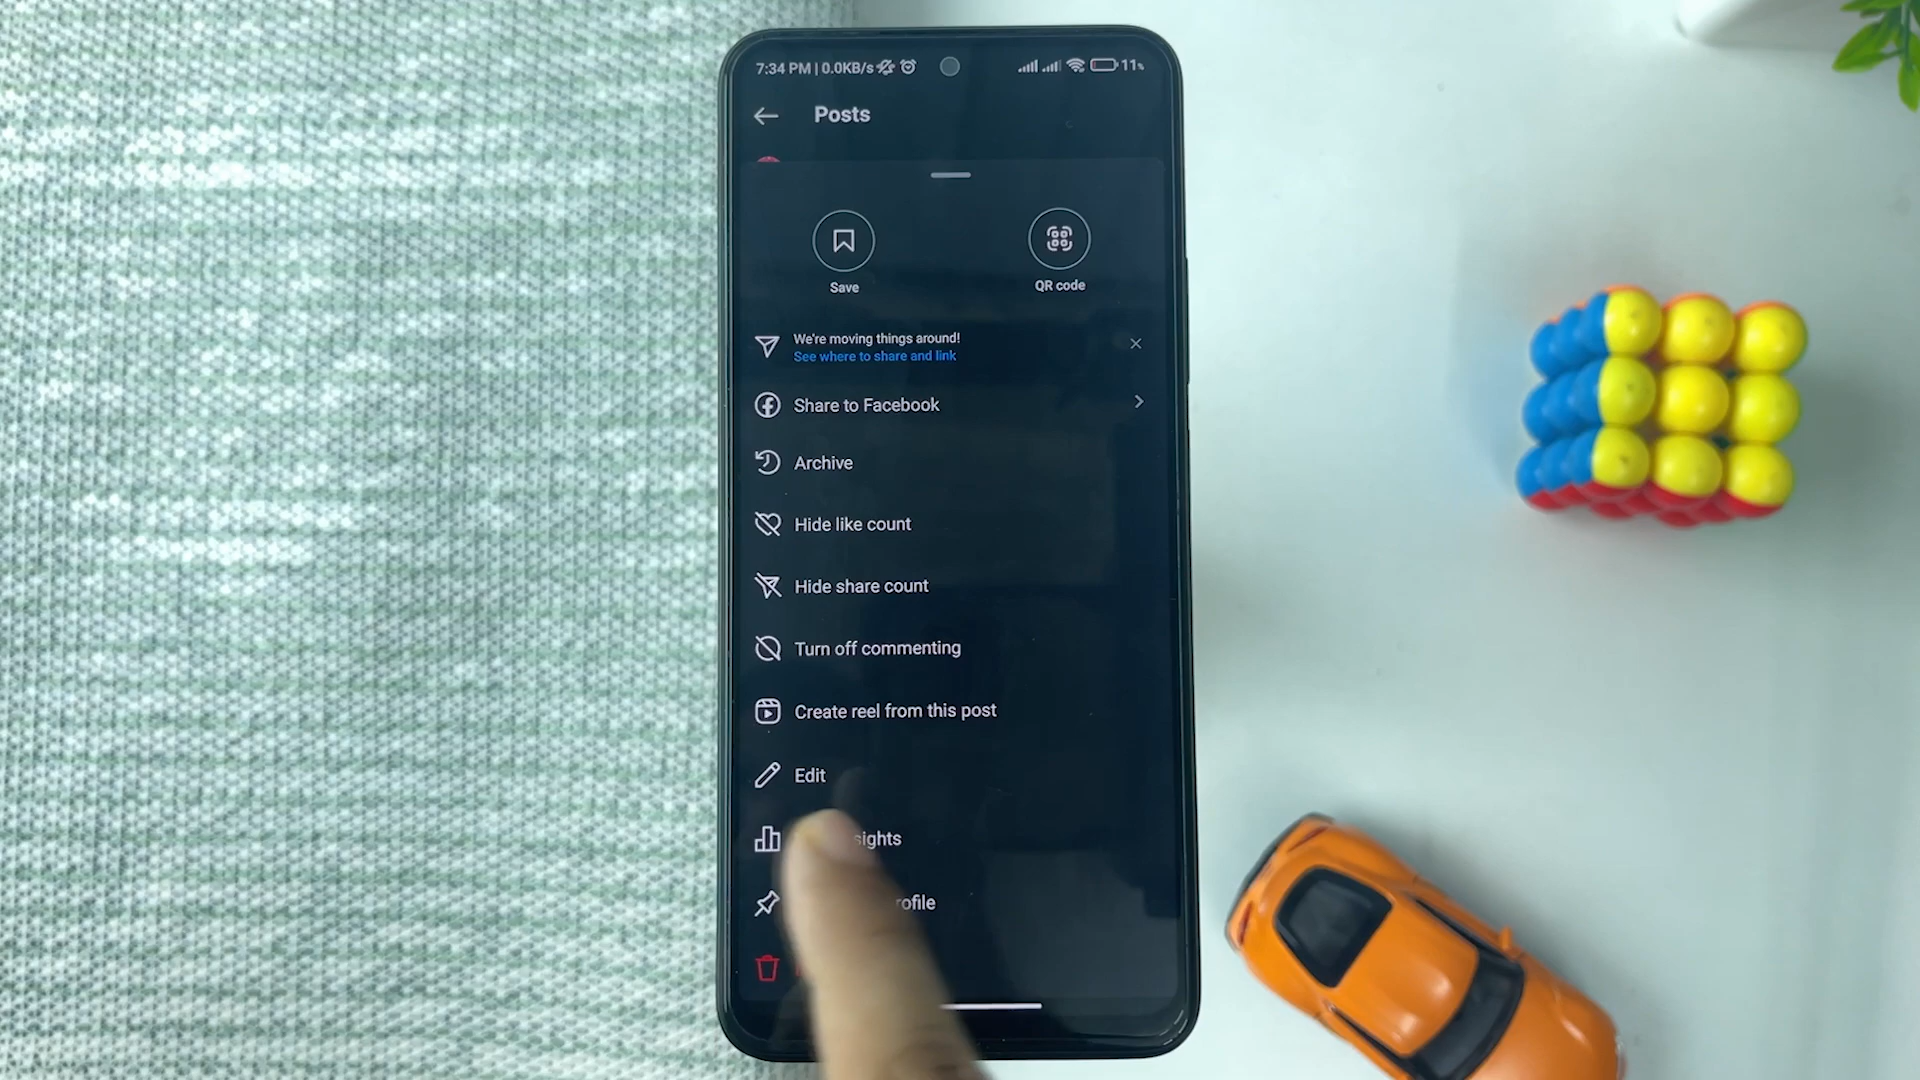 7:34 PM | 0.0KB/s 11%
Posts
Save
QR code
We're moving things around!
See where to share and link
Share to Facebook
Archive
Hide like count
Hide share count
Turn off commenting
Create reel from this post
Edit